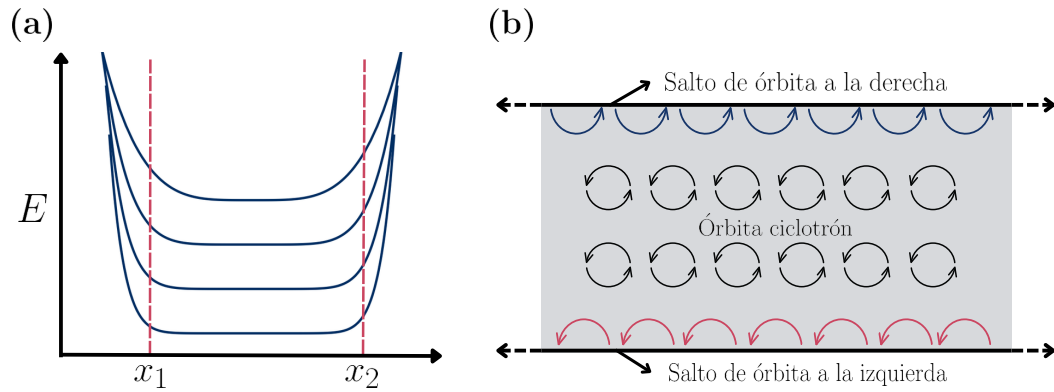 (a)
E
x₁
x₂
(b)
Salto de órbita a la derecha
Órbita ciclotrón
Salto de órbita a la izquierda